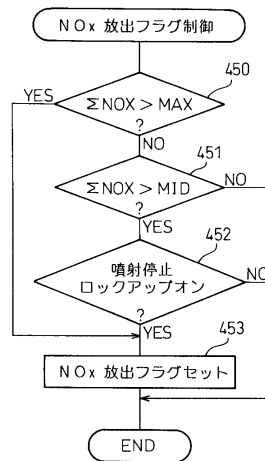 NOx 放出フラグ制御
450
ΣNOX > MAX
?
YES
NO
451
ΣNOX > MID
?
NO
YES
452
噴射停止
ロックアップオン
?
NO
YES
453
NOx 放出フラグセット
END